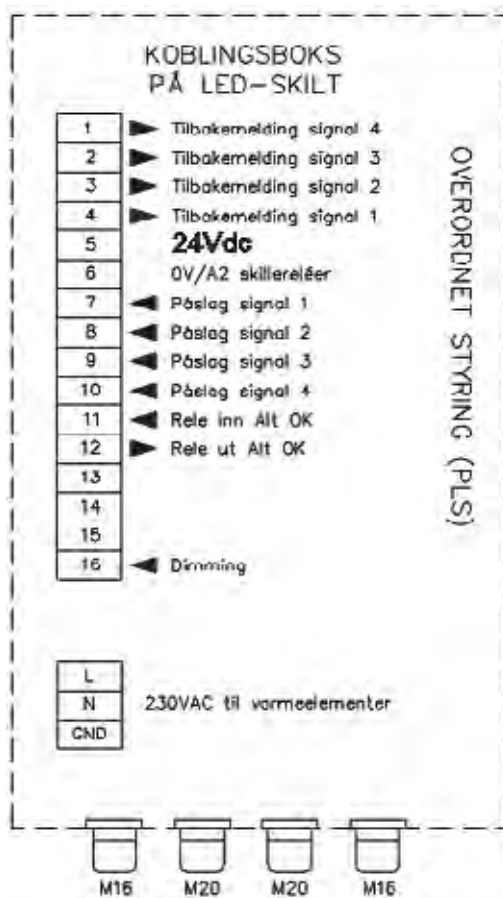 KOBLINGSBOKS
PÅ LED-SKILT
1 Tilbakemelding signal 4
2 Tilbakemelding signal 3
3 Tilbakemelding signal 2
4 Tilbakemelding signal 1
5 24Vdc
6 0V/A2 skillereléer
7 Påslag signal 1
8 Påslag signal 2
9 Påslag signal 3
10 Påslag signal 4
11 Rele inn Alt OK
12 Rele ut Alt OK
13
14
15
16 Dimming
OVERORDNET STYRING (PLS)
L
N 230VAC til varmeelementer
GND
M16 M20 M20 M16